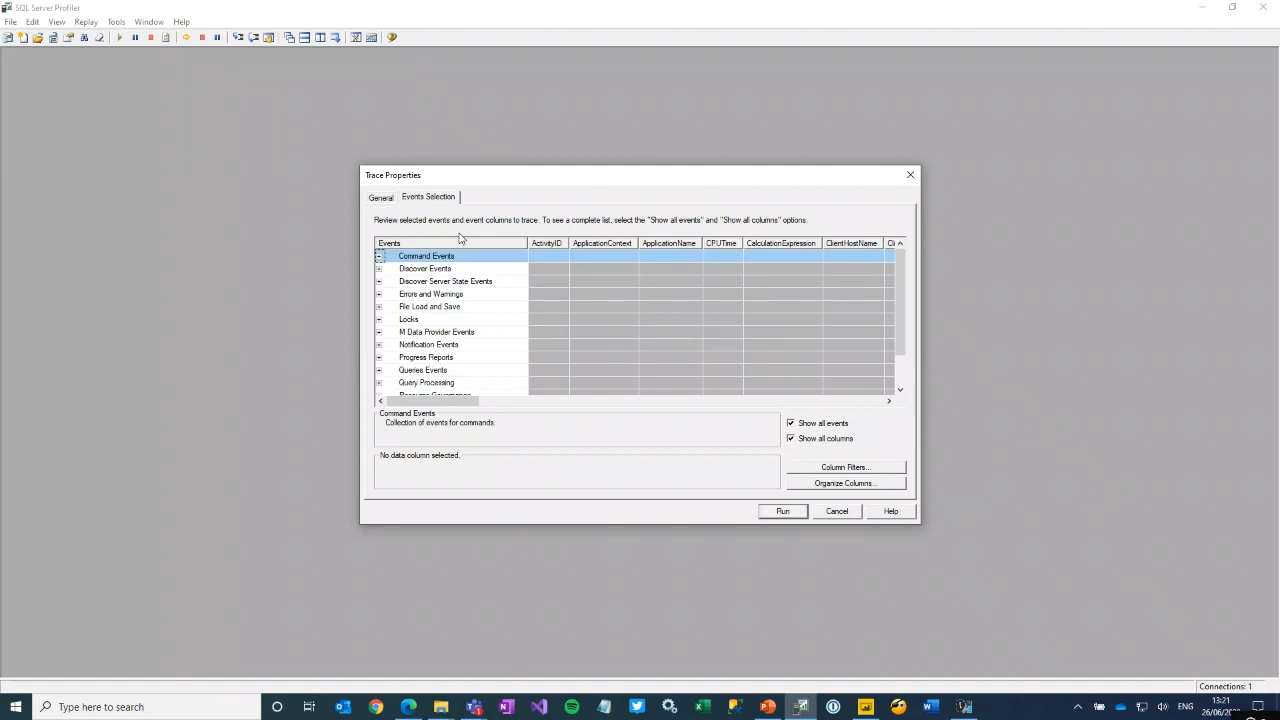 SQL Server Profiler
File Edit View Replay Tools Window Help
Trace Properties
General Events Selection
Review selected events and event columns to trace. To see a complete list, select the "Show all events" and "Show all columns" options.
Events ActivityID ApplicationContext ApplicationName CPUTime CalculationExpression ClientHostName
Command Events
Discover Events
Discover Server State Events
Errors and Warnings
File Load and Save
Locks
M Data Provider Events
Notification Events
Progress Reports
Queries Events
Query Processing
Command Events
Collection of events for commands.
Show all events
No data column selected.
Show all columns
Column Filters...
Organize Columns...
Run Cancel Help
Connections: 1
Type here to search
ENG
13:21